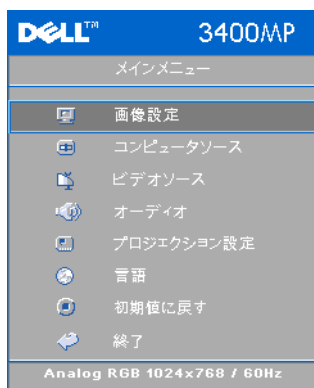 DELL™ 3400MP
メインメニュー
画像設定
コンピュータソース
ビデオソース
オーディオ
プロジェクション設定
言語
初期値に戻す
終了
Analog RGB 1024x768 / 60Hz